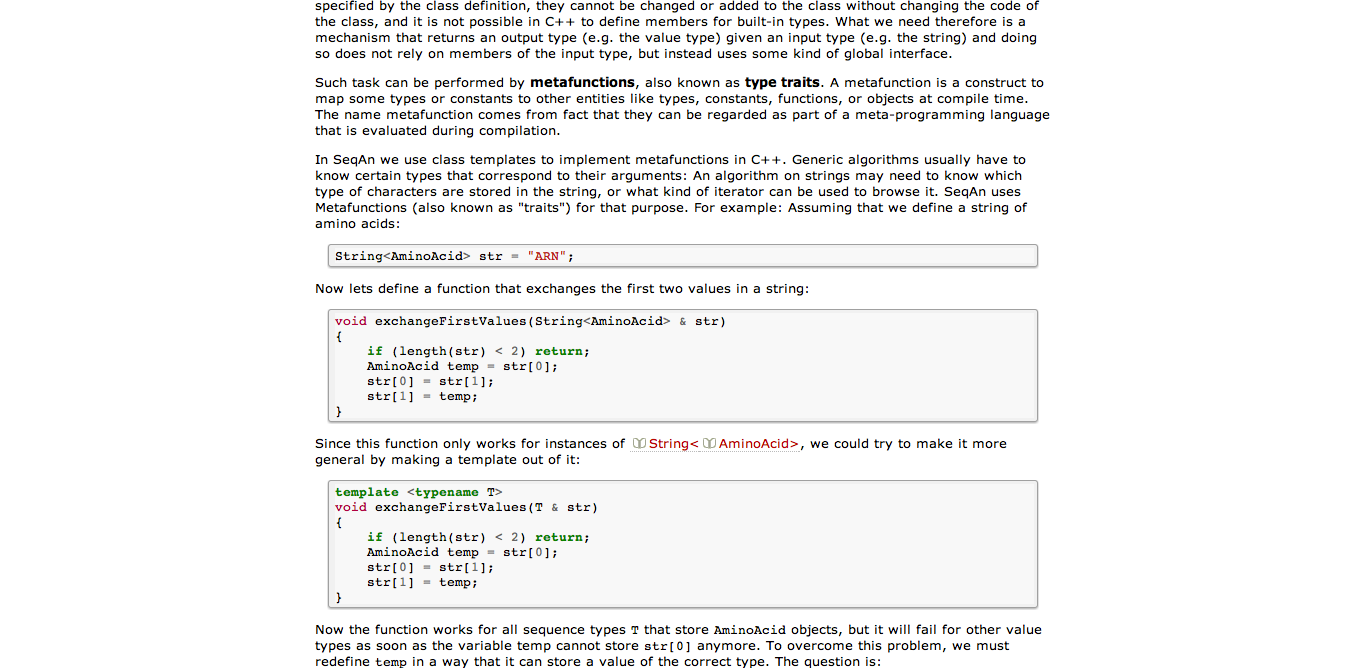 specified by the class definition, they cannot be changed or added to the class without changing the code of
the class, and it is not possible in C++ to define members for built-in types. What we need therefore is a
mechanism that returns an output type (e.g. the value type) given an input type (e.g. the string) and doing
so does not rely on members of the input type, but instead uses some kind of global interface.
Such task can be performed by metafunctions, also known as type traits. A metafunction is a construct to
map some types or constants to other entities like types, constants, functions, or objects at compile time.
The name metafunction comes from fact that they can be regarded as part of a meta-programming language
that is evaluated during compilation.
In SeqAn we use class templates to implement metafunctions in C++. Generic algorithms usually have to
know certain types that correspond to their arguments: An algorithm on strings may need to know which
type of characters are stored in the string, or what kind of iterator can be used to browse it. SeqAn uses
Metafunctions (also known as "traits") for that purpose. For example: Assuming that we define a string of
amino acids:
String<AminoAcid> str = "ARN";
Now lets define a function that exchanges the first two values in a string:
void exchangeFirstValues(String<AminoAcid> & str)
{
    if (length(str) < 2) return;
    AminoAcid temp = str[0];
    str[0] = str[1];
    str[1] = temp;
}
Since this function only works for instances of String< AminoAcid>, we could try to make it more
general by making a template out of it:
template <typename T>
void exchangeFirstValues(T & str)
{
    if (length(str) < 2) return;
    AminoAcid temp = str[0];
    str[0] = str[1];
    str[1] = temp;
}
Now the function works for all sequence types T that store AminoAcid objects, but it will fail for other value
types as soon as the variable temp cannot store str[0] anymore. To overcome this problem, we must
redefine temp in a way that it can store a value of the correct type. The question is: